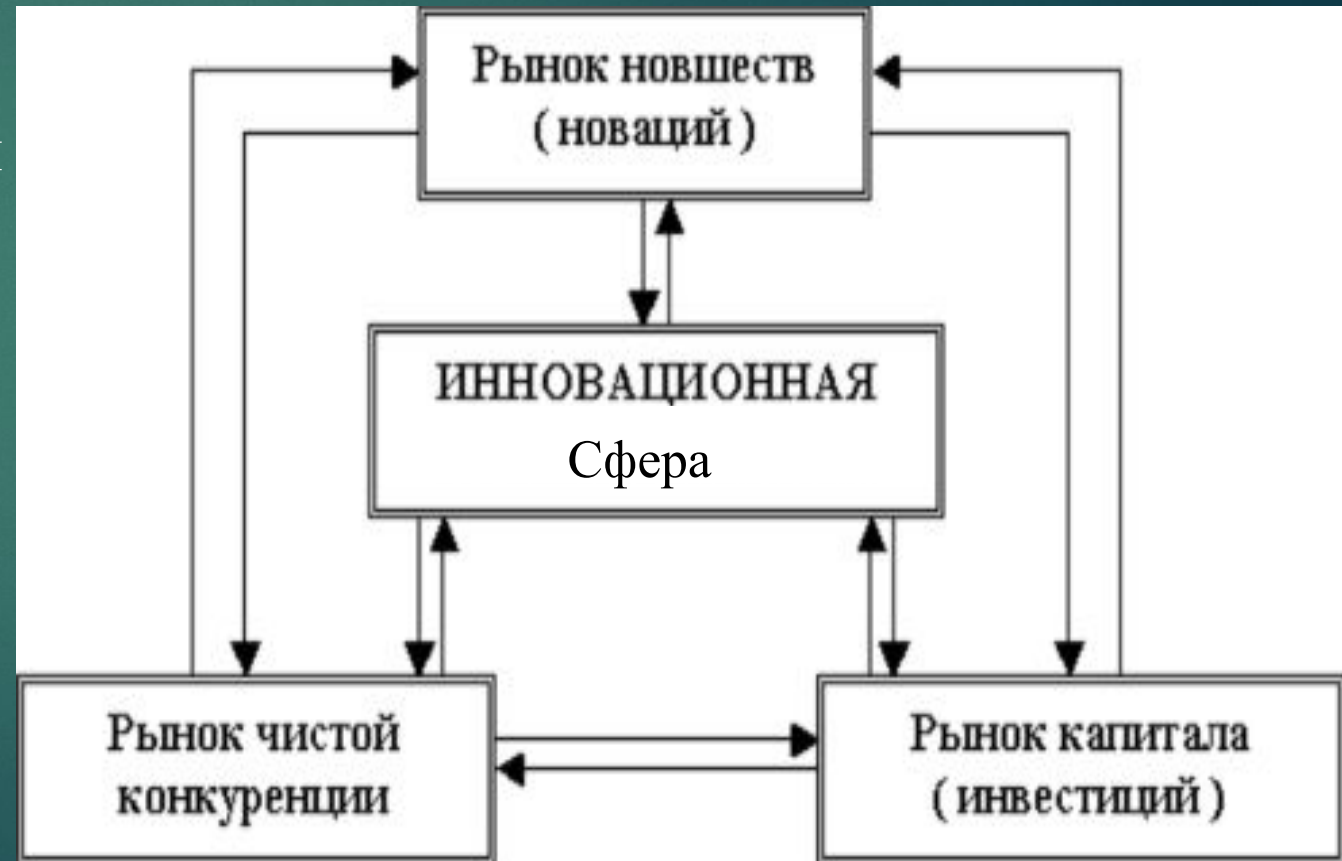 Рынок новшеств
( новаций )
ИННОВАЦИОННАЯ
Сфера
Рынок чистой
конкуренции
Рынок капитала
( инвестиций )